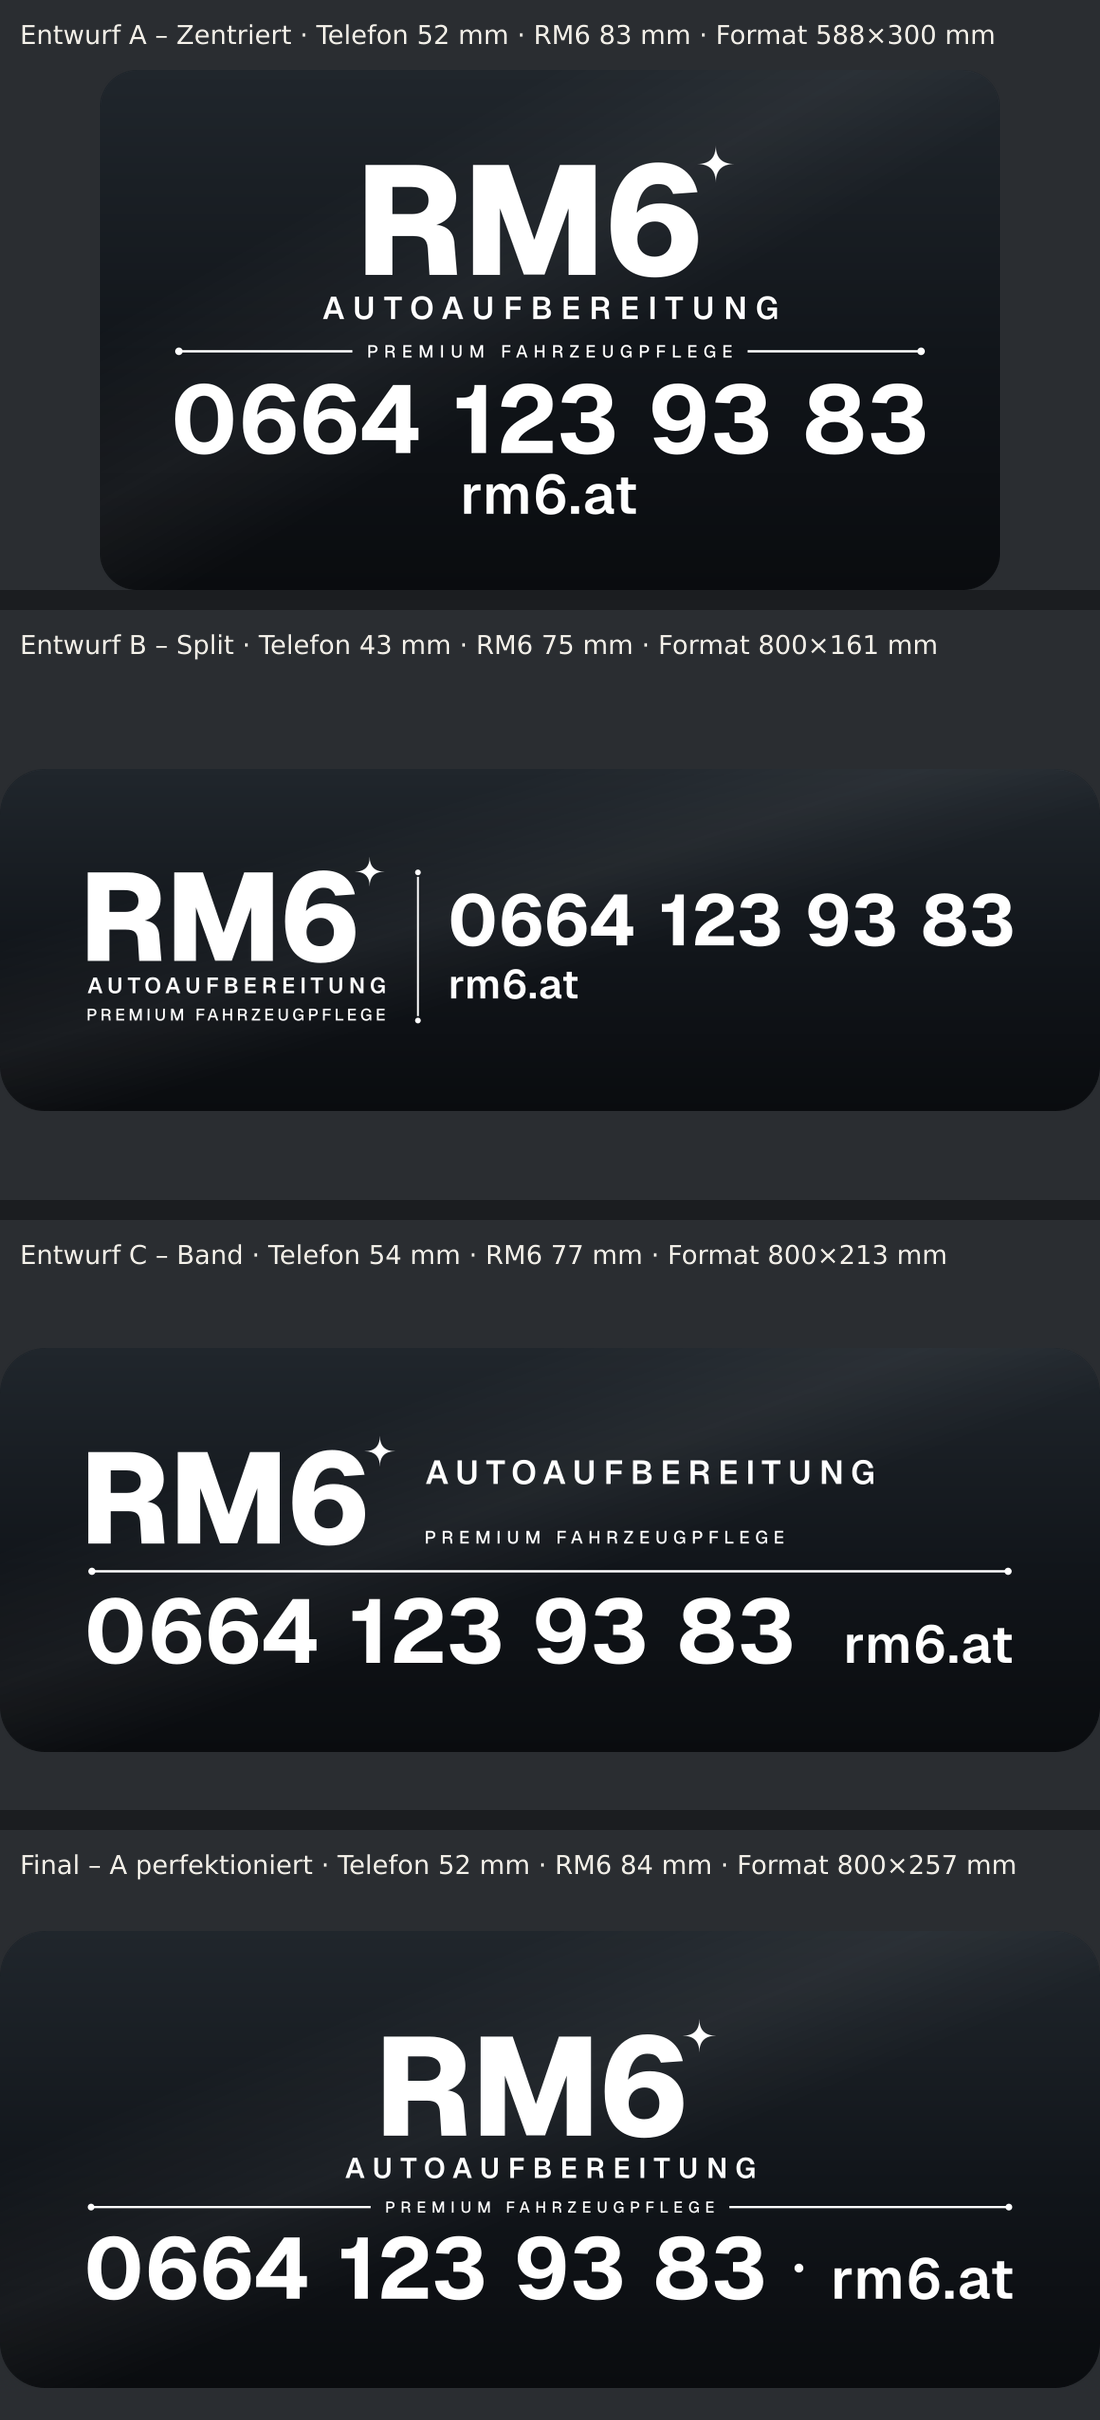 Entwurf A – Zentriert · Telefon 52 mm · RM6 83 mm · Format 588×300 mm
RM6
AUTOAUFBEREITUNG
PREMIUM FAHRZEUGPFLEGE
0664 123 93 83
rm6.at
Entwurf B – Split · Telefon 43 mm · RM6 75 mm · Format 800×161 mm
RM6
AUTOAUFBEREITUNG
PREMIUM FAHRZEUGPFLEGE
0664 123 93 83
rm6.at
Entwurf C – Band · Telefon 54 mm · RM6 77 mm · Format 800×213 mm
RM6
AUTOAUFBEREITUNG
PREMIUM FAHRZEUGPFLEGE
0664 123 93 83 rm6.at
Final – A perfektioniert · Telefon 52 mm · RM6 84 mm · Format 800×257 mm
RM6
AUTOAUFBEREITUNG
PREMIUM FAHRZEUGPFLEGE
0664 123 93 83 · rm6.at